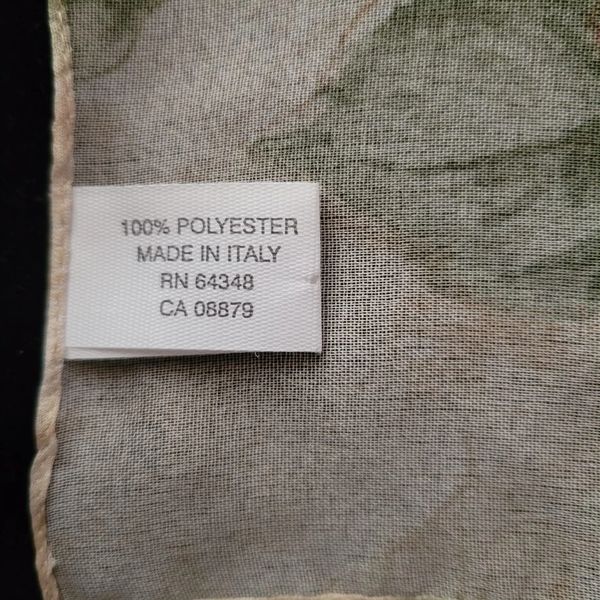 100% POLYESTER
MADE IN ITALY
RN 64348
CA 08879